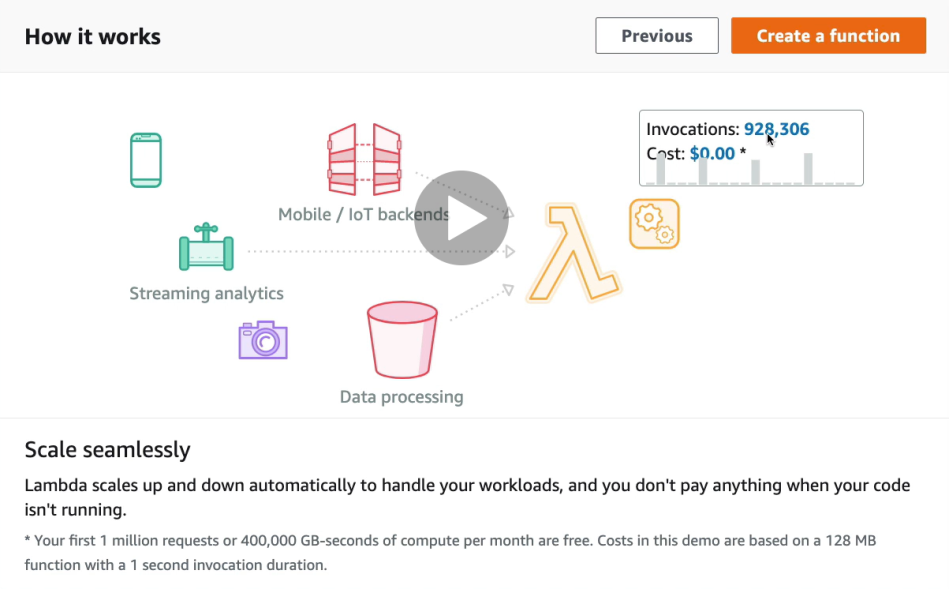 How it works
Previous
Create a function
Invocations: 928,306
Cost: $0.00 *
Mobile / IoT backends
Streaming analytics
Data processing
Scale seamlessly
Lambda scales up and down automatically to handle your workloads, and you don't pay anything when your code
isn't running.
* Your first 1 million requests or 400,000 GB-seconds of compute per month are free. Costs in this demo are based on a 128 MB
function with a 1 second invocation duration.